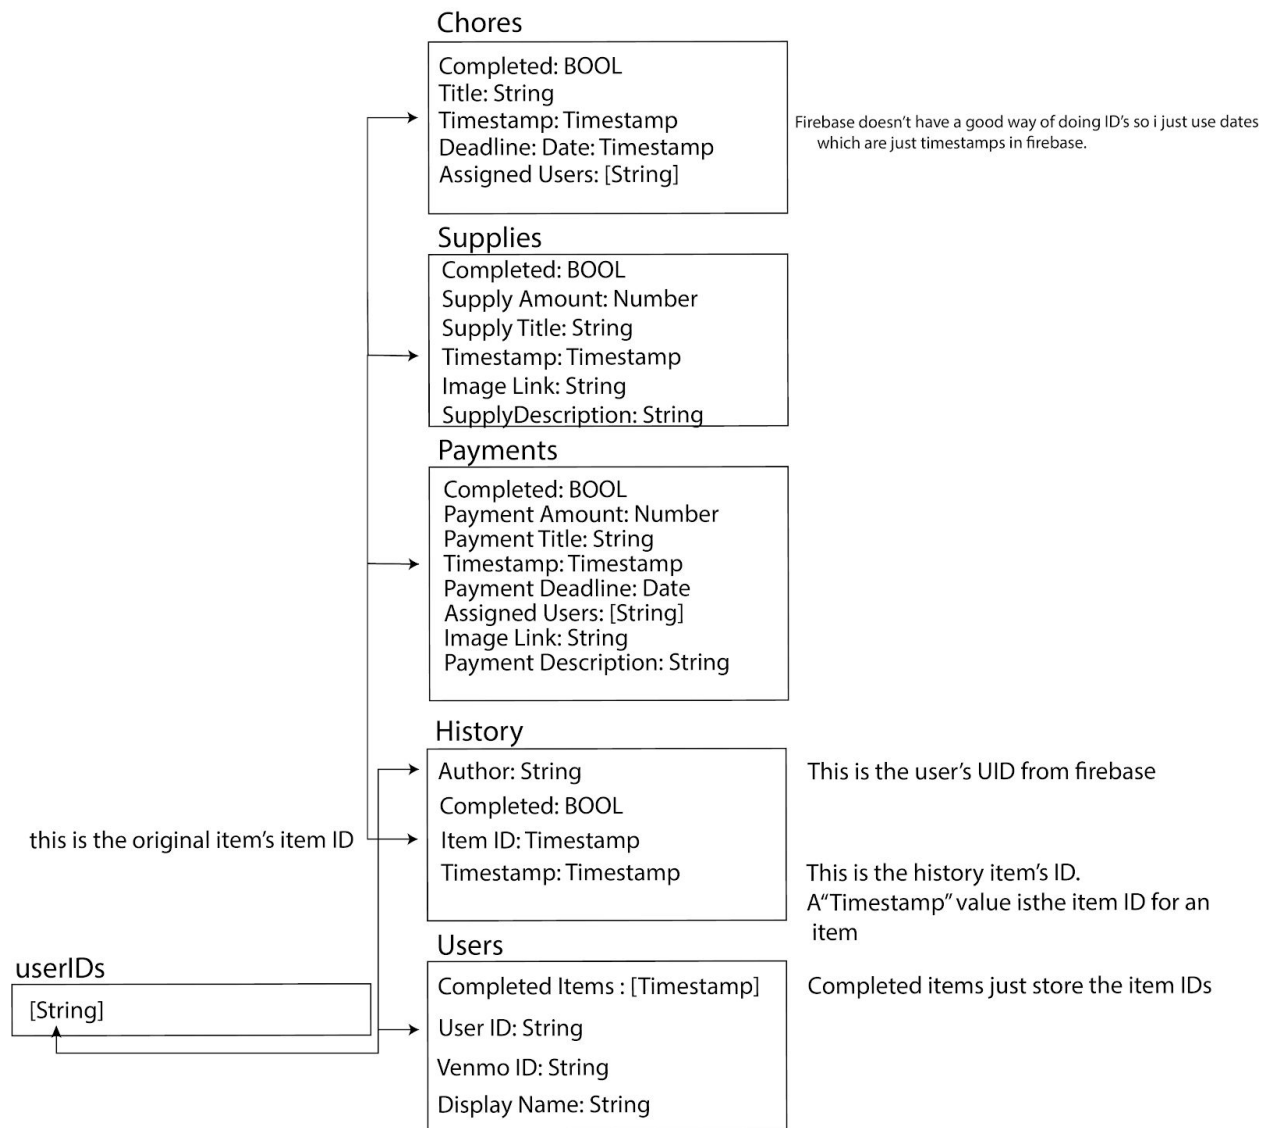 Chores
Completed: BOOL
Title: String
Timestamp: Timestamp
Deadline: Date: Timestamp
Assigned Users: [String]
Firebase doesn't have a good way of doing ID's so i just use dates
which are just timestamps in firebase.
Supplies
Completed: BOOL
Supply Amount: Number
Supply Title: String
Timestamp: Timestamp
Image Link: String
SupplyDescription: String
Payments
Completed: BOOL
Payment Amount: Number
Payment Title: String
Timestamp: Timestamp
Payment Deadline: Date
Assigned Users: [String]
Image Link: String
Payment Description: String
History
Author: String
This is the user's UID from firebase
Completed: BOOL
this is the original item's item ID
Item ID: Timestamp
Timestamp: Timestamp
This is the history item's ID.
A"Timestamp" value isthe item ID for an
item
userIDs
[String]
Users
Completed Items : [Timestamp]
Completed items just store the item IDs
User ID: String
Venmo ID: String
Display Name: String